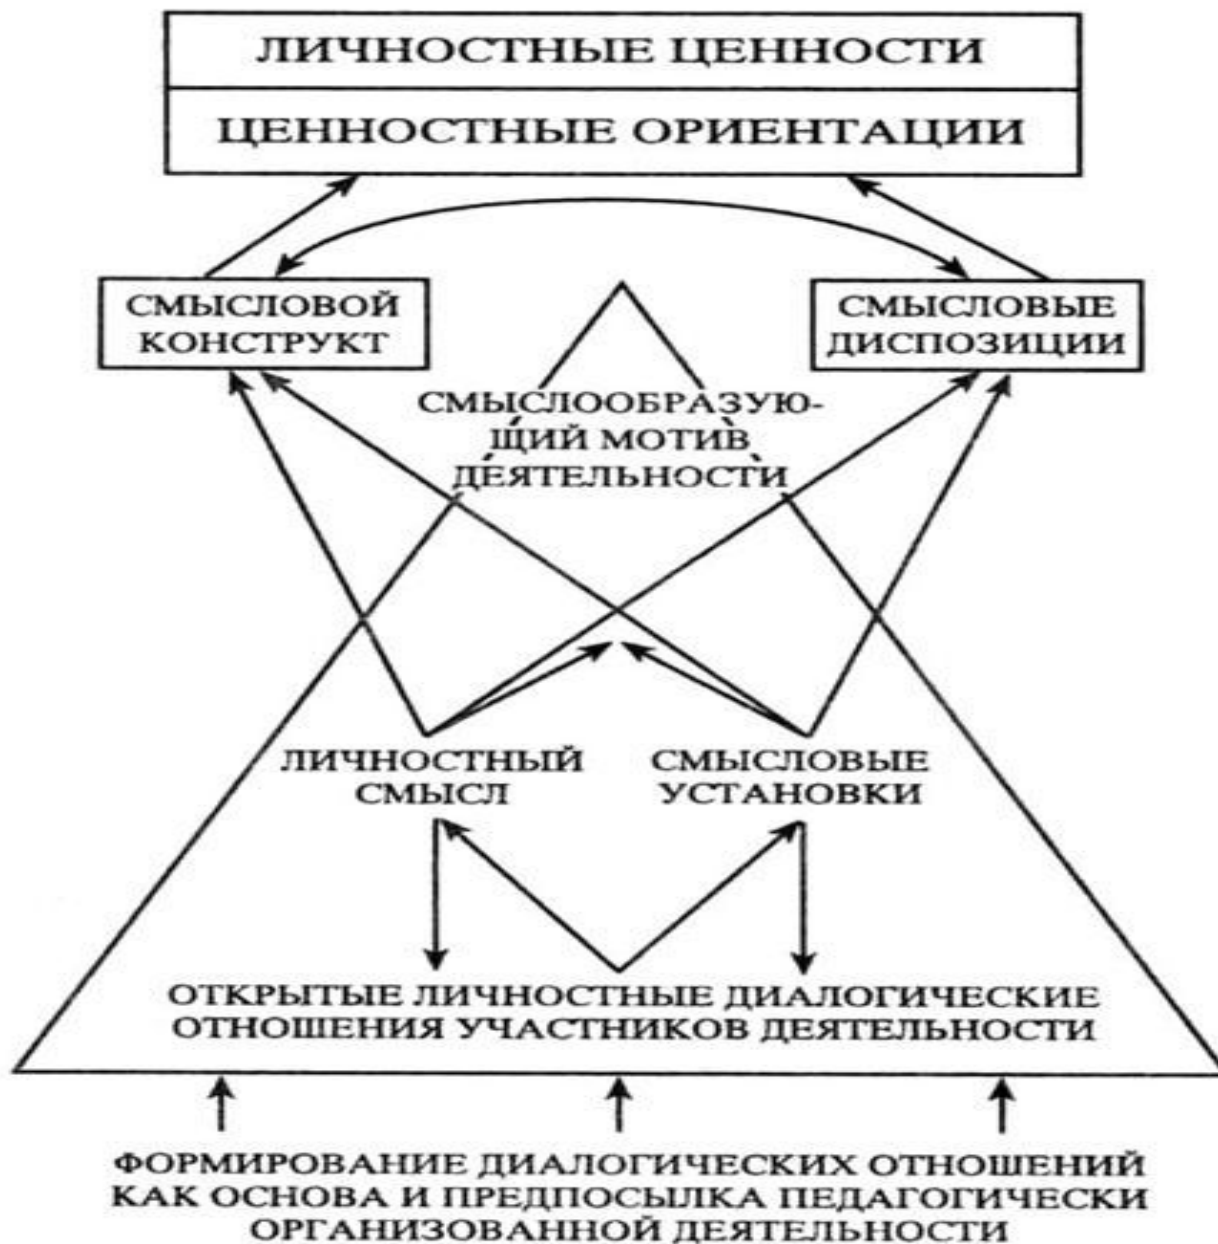 ЛИЧНОСТНЫЕ ЦЕННОСТИ
ЦЕННОСТНЫЕ ОРИЕНТАЦИИ
СМЫСЛОВОЙ
КОНСТРУКТ
СМЫСЛОВЫЕ
ДИСПОЗИЦИИ
СМЫСЛООБРАЗУЮ-
ЩИЙ МОТИВ
ДЕЯТЕЛЬНОСТИ
ЛИЧНОСТНЫЙ
СМЫСЛ
СМЫСЛОВЫЕ
УСТАНОВКИ
ОТКРЫТЫЕ ЛИЧНОСТНЫЕ ДИАЛОГИЧЕСКИЕ
ОТНОШЕНИЯ УЧАСТНИКОВ ДЕЯТЕЛЬНОСТИ
ФОРМИРОВАНИЕ ДИАЛОГИЧЕСКИХ ОТНОШЕНИЙ
КАК ОСНОВА И ПРЕДПОСЫЛКА ПЕДАГОГИЧЕСКИ
ОРГАНИЗОВАННОЙ ДЕЯТЕЛЬНОСТИ